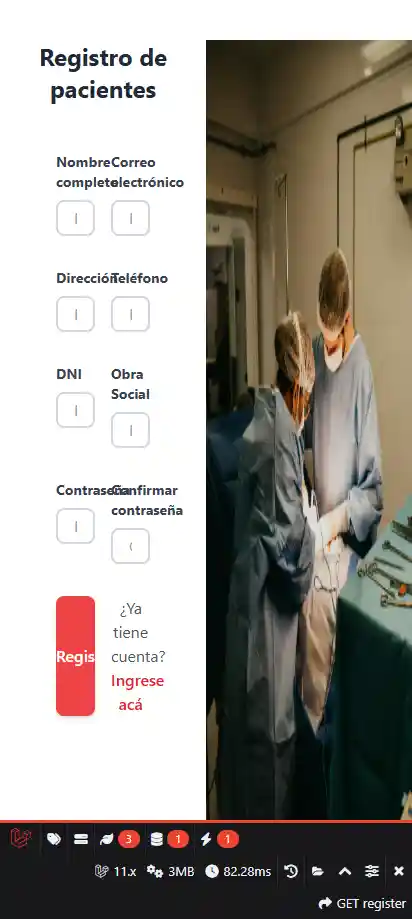 Registro de
pacientes
Nombre Correo
completo electrónico
Dirección Teléfono
DNI Obra
Social
Contraseña Confirmar
contraseña
Regis
¿Ya
tiene
cuenta?
Ingrese
acá
3 1 1
11.x 3MB 82.28ms
GET register